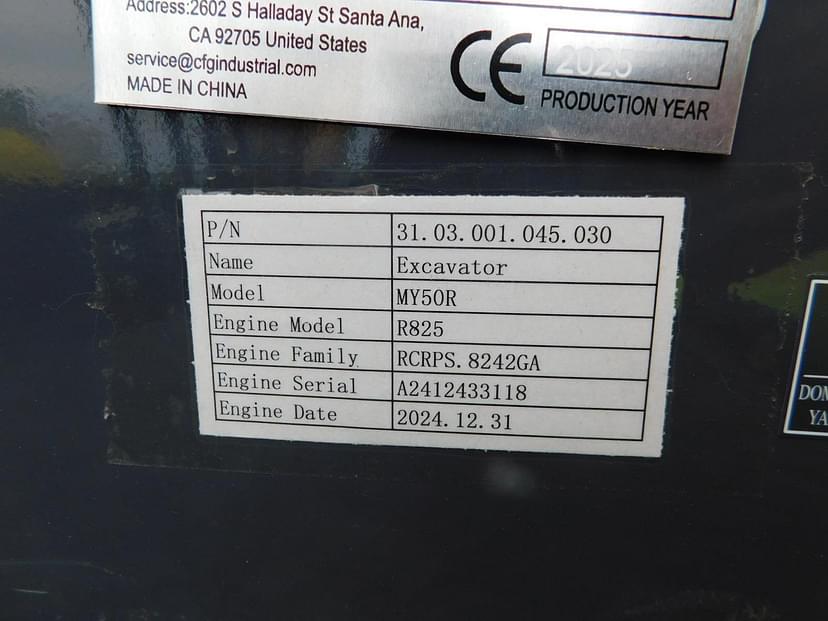 Address:2602 S Halladay St Santa Ana,
CA 92705 United States
service@cfgindustrial.com
MADE IN CHINA
CE
2025
PRODUCTION YEAR
P/N 31.03.001.045.030
Name Excavator
Model MY50R
Engine Model R825
Engine Family RCRPS.8242GA
Engine Serial A2412433118
Engine Date 2024.12.31